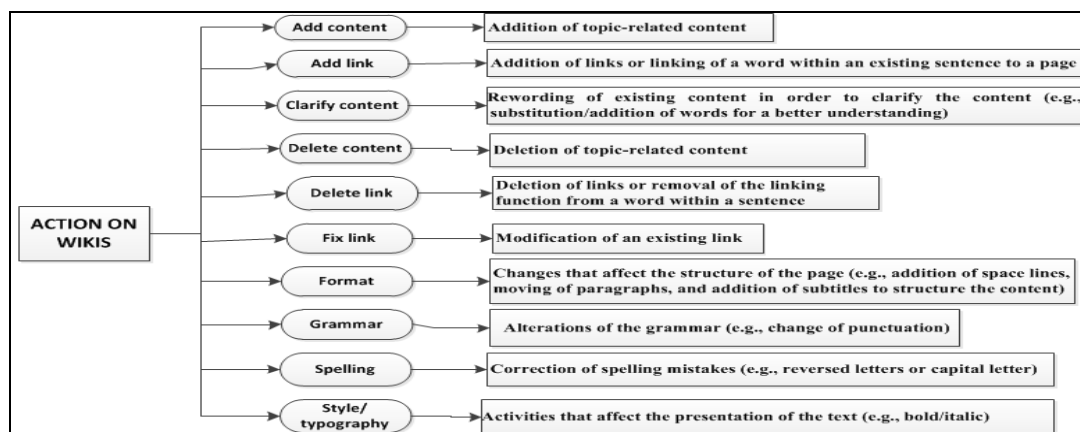 Add content
Addition of topic-related content
Add link
Addition of links or linking of a word within an existing sentence to a page
Clarify content
Rewording of existing content in order to clarify the content (e.g.,
substitution/addition of words for a better understanding)
Delete content
Deletion of topic-related content
Delete link
Deletion of links or removal of the linking
function from a word within a sentence
ACTION ON
WIKIS
Fix link
Modification of an existing link
Format
Changes that affect the structure of the page (e.g., addition of space lines,
moving of paragraphs, and addition of subtitles to structure the content)
Grammar
Alterations of the grammar (e.g., change of punctuation)
Spelling
Correction of spelling mistakes (e.g., reversed letters or capital letter)
Style/
typography
Activities that affect the presentation of the text (e.g., bold/italic)